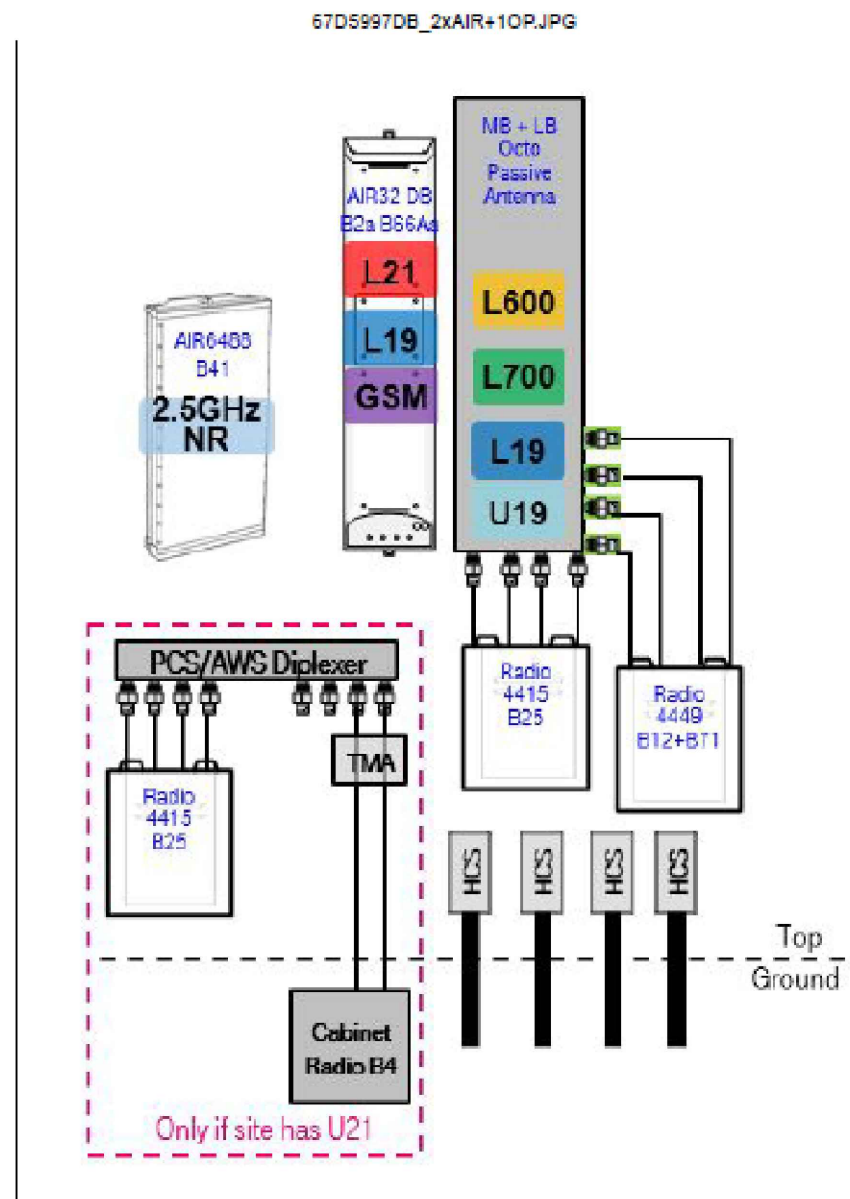 67D5997DB_2xAIR+1OP.JPG
MB + LB
Octo
Passive
Antenna
AIR32 DB
B2a B66Aa
L21
L19
GSM
L600
L700
L19
U19
AIR6488
B41
2.5GHz
NR
PCS/AWS Diplexer
TMA
Radio
4415
B25
Radio
4415
B25
Radio
4449
B12+B71
HCS
HCS
HCS
HCS
Top
Ground
Cabinet
Radio B4
Only if site has U21